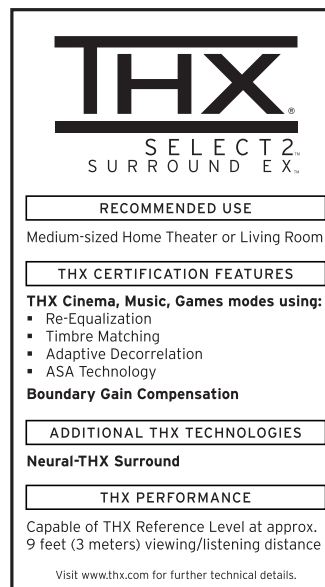 THX®
SELECT2™
SURROUND EX™
RECOMMENDED USE
Medium-sized Home Theater or Living Room
THX CERTIFICATION FEATURES
THX Cinema, Music, Games modes using:
▪ Re-Equalization
▪ Timbre Matching
▪ Adaptive Decorrelation
▪ ASA Technology
Boundary Gain Compensation
ADDITIONAL THX TECHNOLOGIES
Neural-THX Surround
THX PERFORMANCE
Capable of THX Reference Level at approx.
9 feet (3 meters) viewing/listening distance
Visit www.thx.com for further technical details.